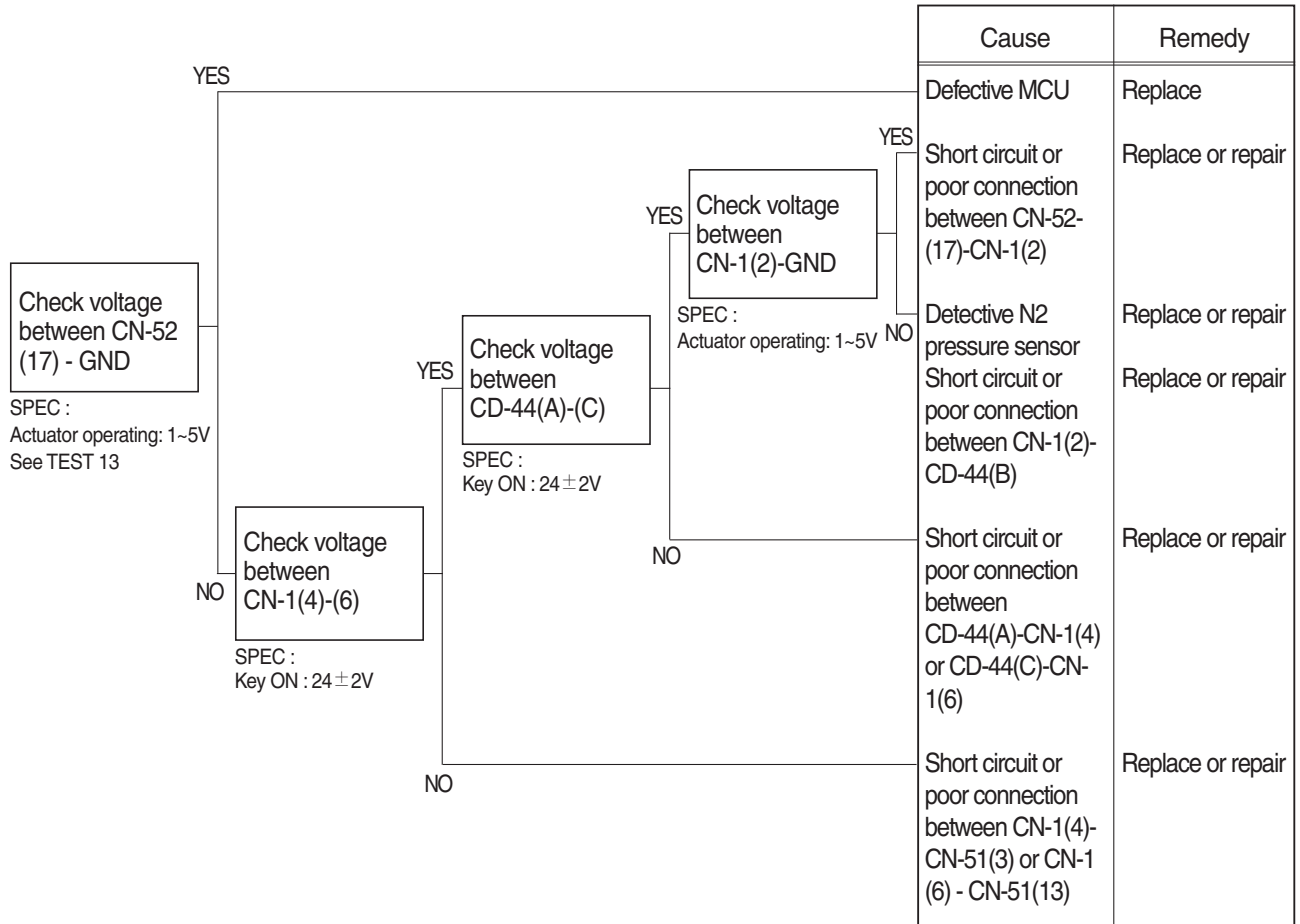 Cause
Remedy
YES
Defective MCU
Replace
YES
Short circuit or
poor connection
between CN-52-
(17)-CN-1(2)
Replace or repair
YES
Check voltage
between
CN-1(2)-GND
SPEC :
Actuator operating: 1~5V
NO
Detective N2
pressure sensor
Replace or repair
Short circuit or
poor connection
between CN-1(2)-
CD-44(B)
Replace or repair
Check voltage
between CN-52
(17) - GND
SPEC :
Actuator operating: 1~5V
See TEST 13
YES
Check voltage
between
CD-44(A)-(C)
SPEC :
Key ON : 24±2V
NO
Short circuit or
poor connection
between
CD-44(A)-CN-1(4)
or CD-44(C)-CN-
1(6)
Replace or repair
NO
Check voltage
between
CN-1(4)-(6)
SPEC :
Key ON : 24±2V
NO
Short circuit or
poor connection
between CN-1(4)-
CN-51(3) or CN-1
(6) - CN-51(13)
Replace or repair